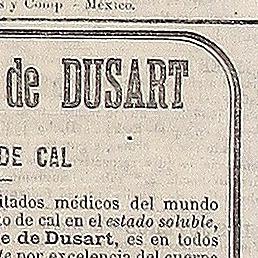 s y Comp - México.
de DUSART
DE CAL
itados médicos del mundo
o de cal en el estado soluble,
e de Dusart, es en todos
te por excelencia del cuerpo